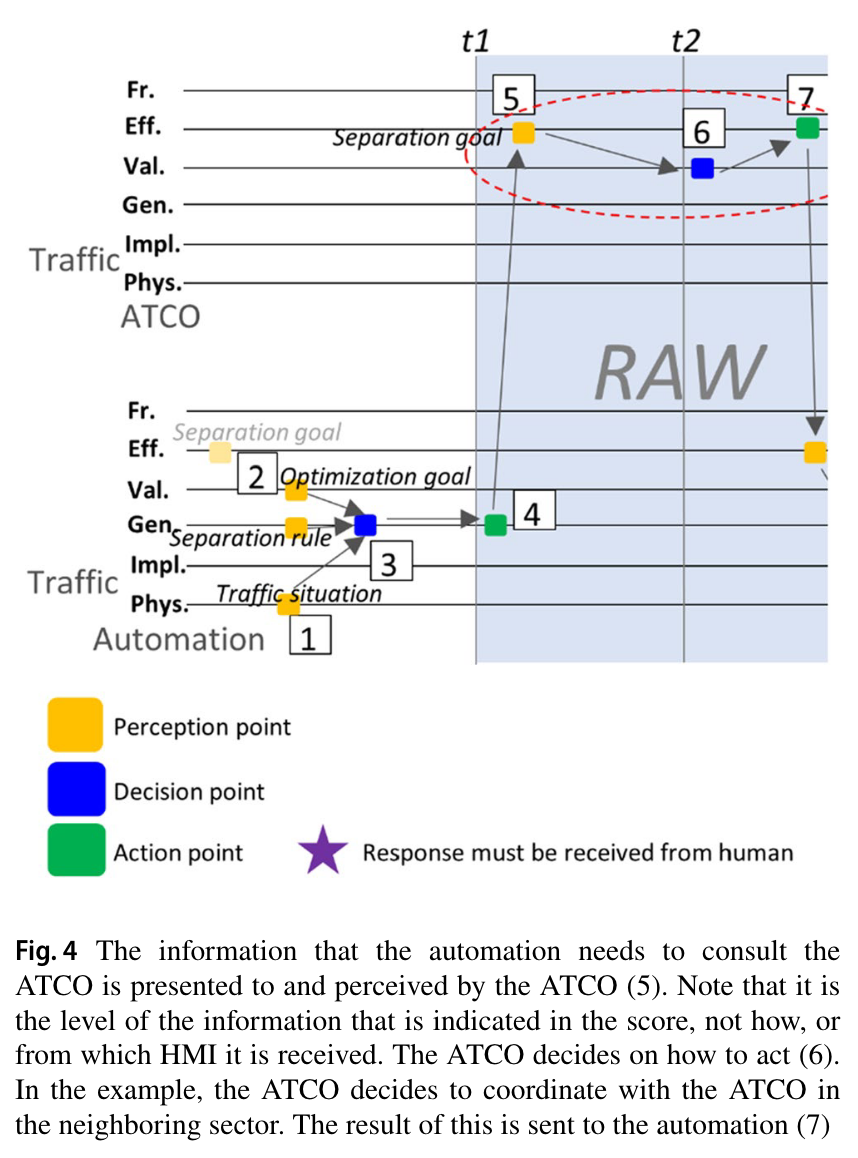 t1 t2
Fr.
5 7
Eff.
Separation goal
6
Val.
Gen.
Impl.
Traffic
Phys.
ATCO
RAW
Fr.
Separation goal
Eff.
2 Optimization goal
Val.
4
Gen.
Separation rule
3
Impl.
Traffic
Traffic situation
Phys.
Automation 1
Perception point
Decision point
Action point
Response must be received from human
Fig. 4 The information that the automation needs to consult the
ATCO is presented to and perceived by the ATCO (5). Note that it is
the level of the information that is indicated in the score, not how, or
from which HMI it is received. The ATCO decides on how to act (6).
In the example, the ATCO decides to coordinate with the ATCO in
the neighboring sector. The result of this is sent to the automation (7)